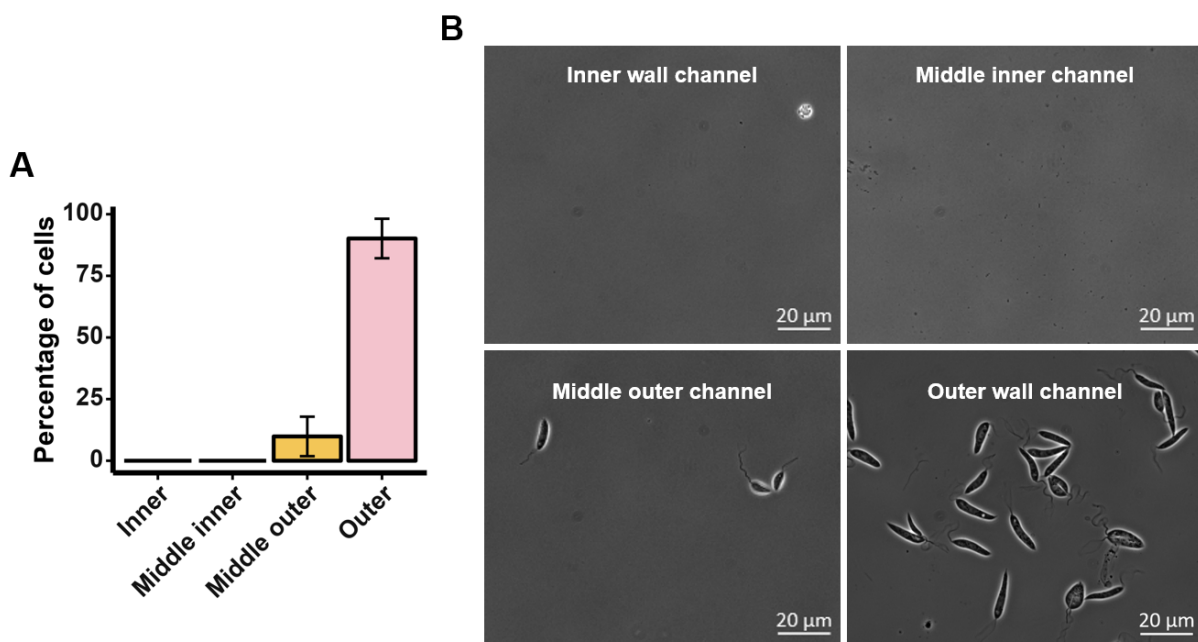 A
Percentage of cells
100
75
50
25
0
Inner
Middle inner
Middle outer
Outer
B
Inner wall channel
20 µm
Middle inner channel
20 µm
Middle outer channel
20 µm
Outer wall channel
20 µm